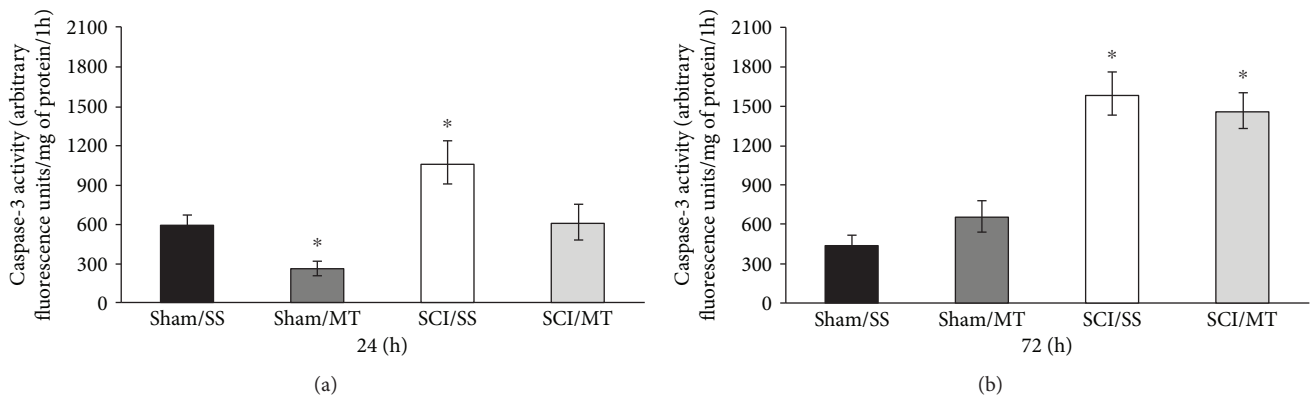 Caspase-3 activity (arbitrary
fluorescence units/mg of protein/1h)
2100
1800
1500
1200
900
600
300
0
*
*
Sham/SS Sham/MT SCI/SS SCI/MT
24 (h)
(a)
Caspase-3 activity (arbitrary
fluorescence units/mg of protein/1h)
2100
1800
1500
1200
900
600
300
0
*
*
Sham/SS Sham/MT SCI/SS SCI/MT
72 (h)
(b)